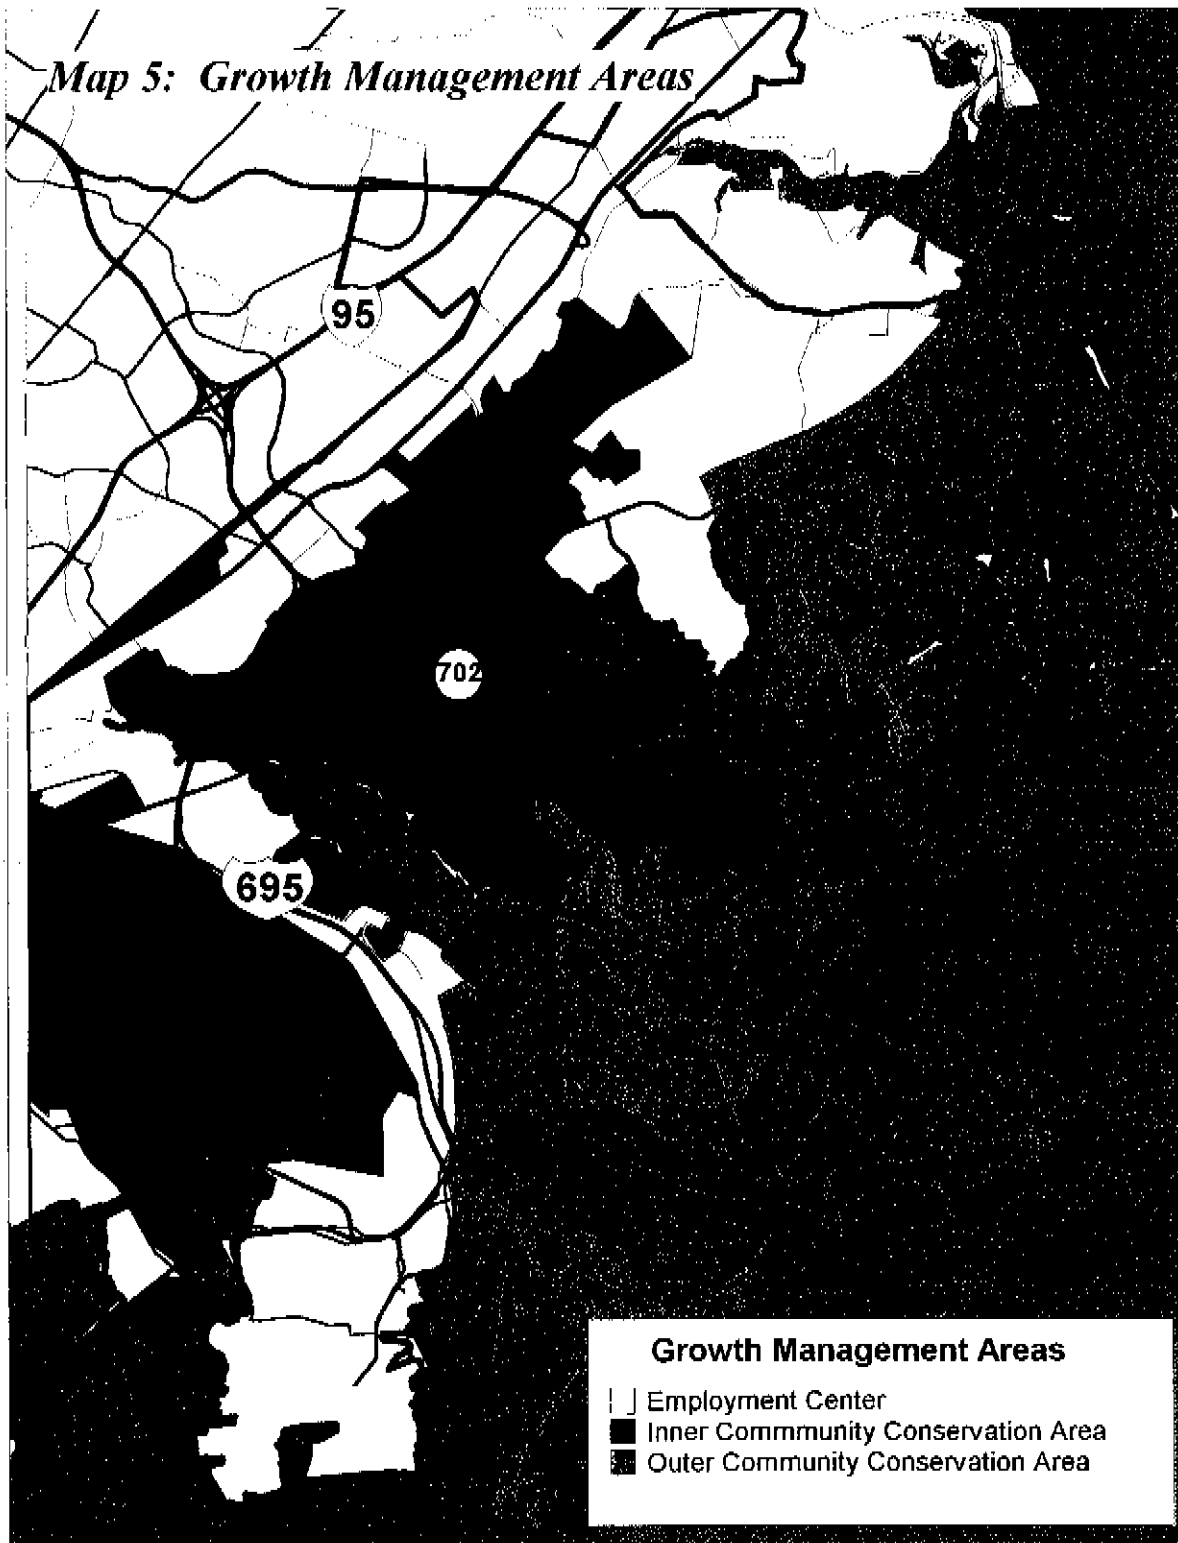 Map 5: Growth Management Areas
95
702
695
Growth Management Areas
Employment Center
Inner Commmunity Conservation Area
Outer Community Conservation Area